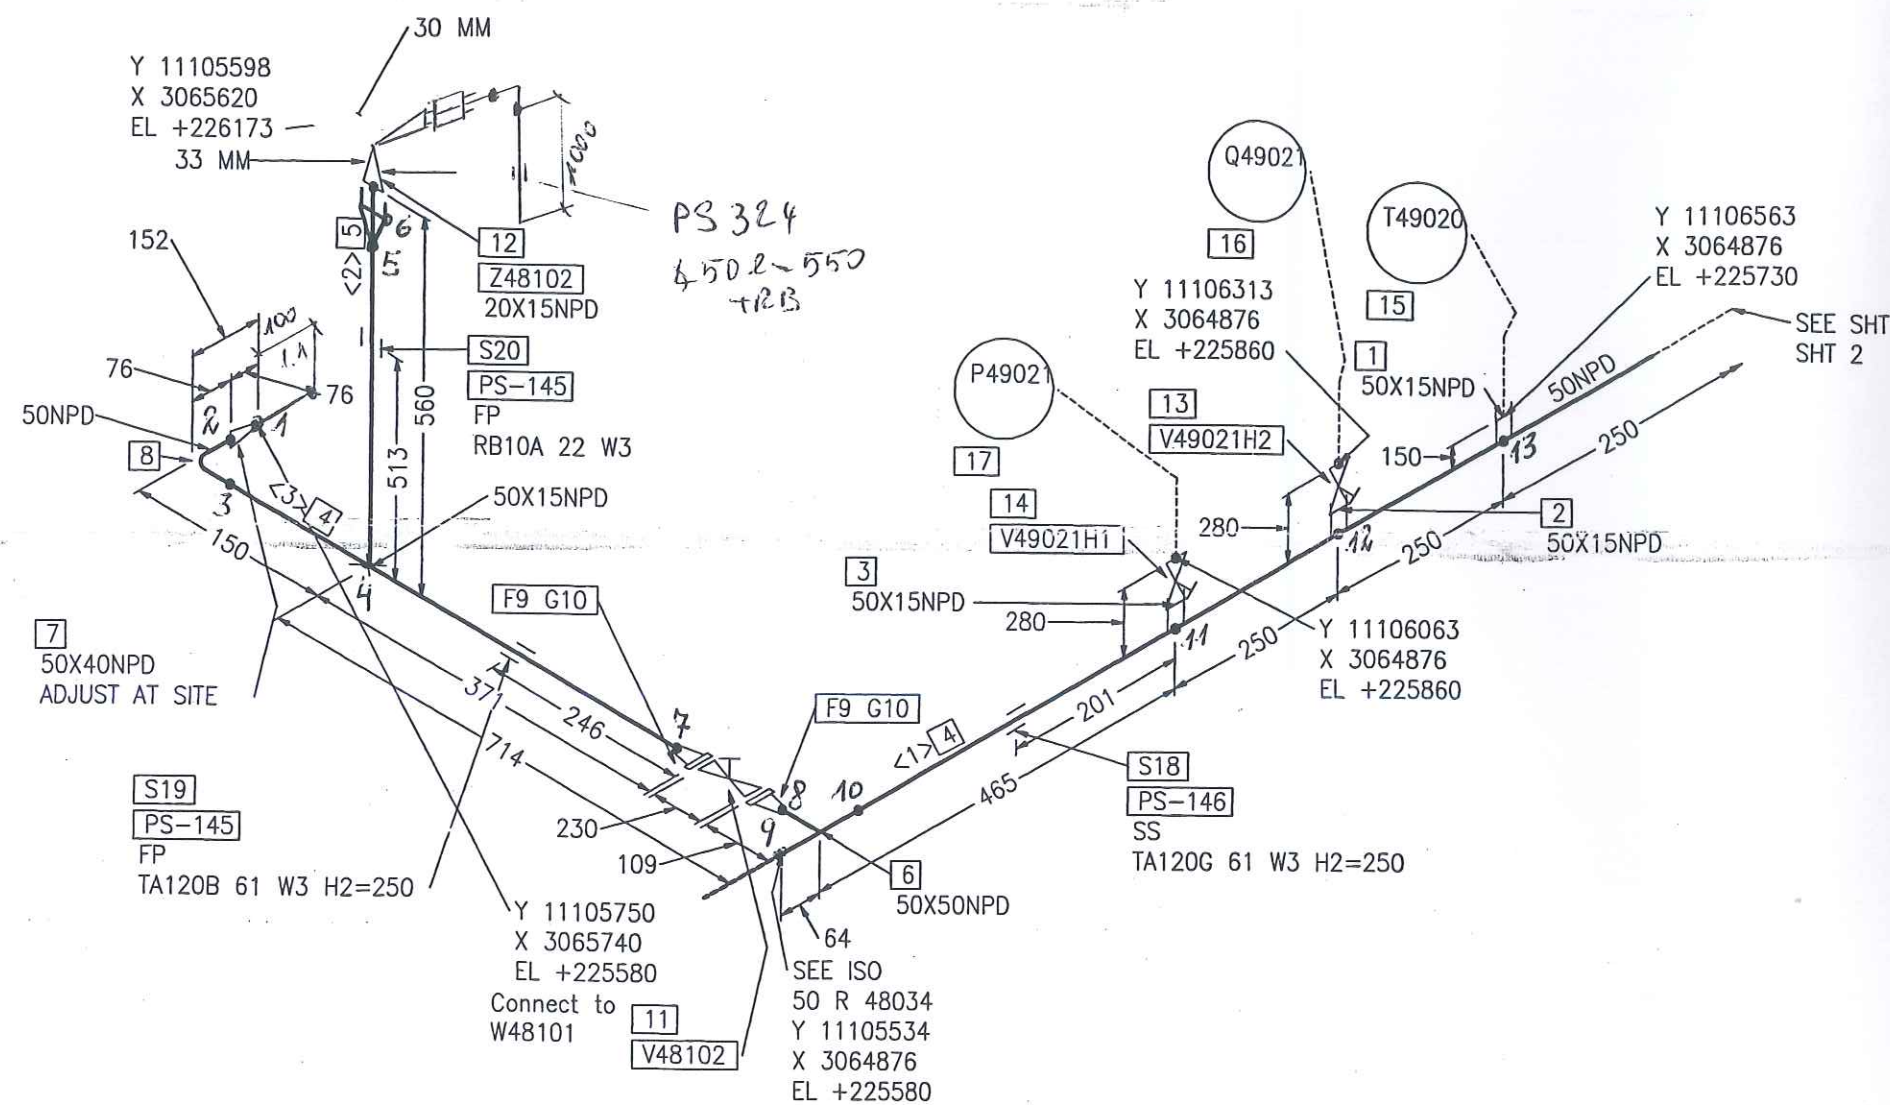 30 MM
Y 11105598
X 3065620
EL +226173
33 MM
1000
PS 324
+RB
152
5
<2>
6
5
12
Z48102
20X15NPD
100
76
76
50NPD
2
1
8
3
<3>
4
S20
PS-145
FP
RB10A 22 W3
560
513
50X15NPD
4
150
7
50X40NPD
ADJUST AT SITE
371
246
714
F9 G10
7
F9 G10
8
9
10
230
109
S19
PS-145
FP
TA120B 61 W3 H2=250
Y 11105750
X 3065740
EL +225580
Connect to
W48101
11
V48102
64
SEE ISO
50 R 48034
Y 11105534
X 3064876
EL +225580
6
50X50NPD
<1>
4
201
465
S18
PS-146
SS
TA120G 61 W3 H2=250
P49021
17
14
V49021H1
3
50X15NPD
280
11
Y 11106063
X 3064876
EL +225860
250
Q49021
16
Y 11106313
X 3064876
EL +225860
13
V49021H2
280
12
2
50X15NPD
250
T49020
15
1
50X15NPD
150
13
50NPD
250
Y 11106563
X 3064876
EL +225730
SEE SHT
SHT 2